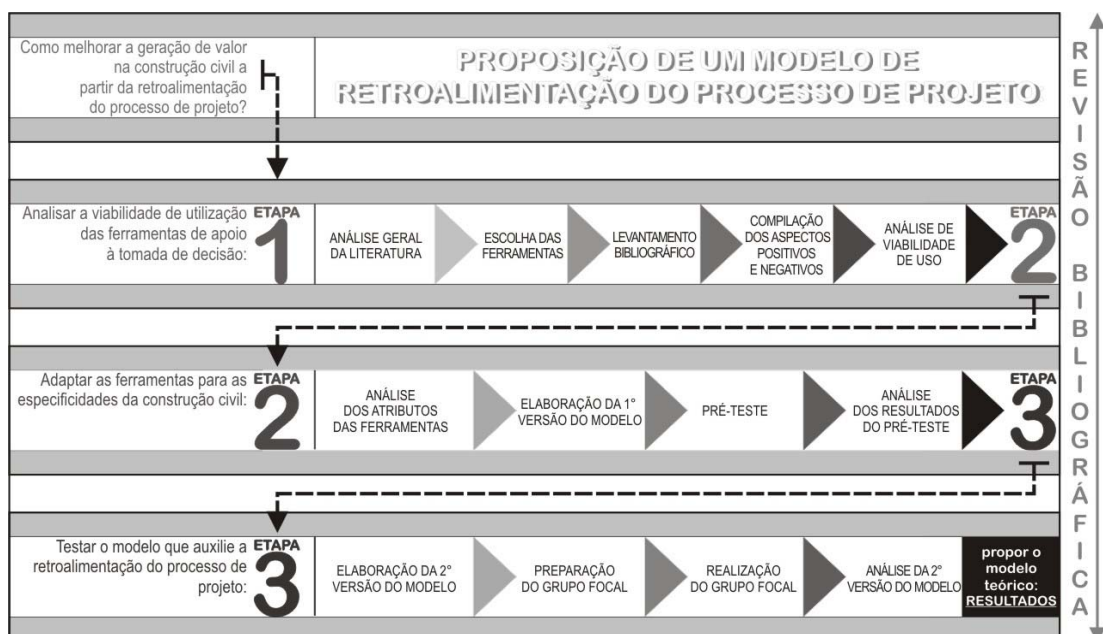 Como melhorar a geração de valor
na construção civil a
partir da retroalimentação
do processo de projeto?
PROPOSIÇÃO DE UM MODELO DE
RETROALIMENTAÇÃO DO PROCESSO DE PROJETO
Analisar a viabilidade de utilização
das ferramentas de apoio
à tomada de decisão:
ETAPA
1
ANÁLISE GERAL
DA LITERATURA
ESCOLHA DAS
FERRAMENTAS
LEVANTAMENTO
BIBLIOGRÁFICO
COMPILAÇÃO
DOS ASPECTOS
POSITIVOS
E NEGATIVOS
ANÁLISE DE
VIABILIDADE
DE USO
ETAPA
2
Adaptar as ferramentas para as
especificidades da construção civil:
ETAPA
2
ANÁLISE
DOS ATRIBUTOS
DAS FERRAMENTAS
ELABORAÇÃO DA 1°
VERSÃO DO MODELO
PRÉ-TESTE
ANÁLISE
DOS RESULTADOS
DO PRÉ-TESTE
ETAPA
3
Testar o modelo que auxilie a
retroalimentação do processo de
projeto:
ETAPA
3
ELABORAÇÃO DA 2°
VERSÃO DO MODELO
PREPARAÇÃO
DO GRUPO FOCAL
REALIZAÇÃO
DO GRUPO FOCAL
ANÁLISE DA 2°
VERSÃO DO MODELO
propor o
modelo
teórico:
RESULTADOS
REVISÃO BIBLIOGRÁFICA